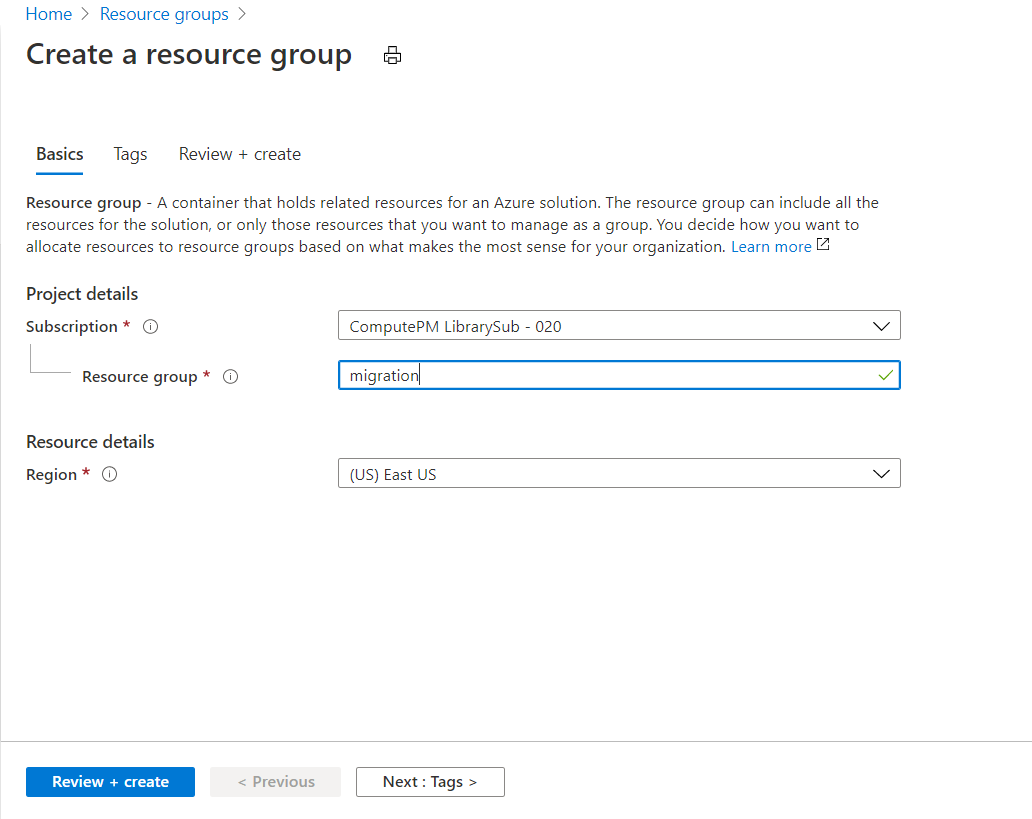 Home > Resource groups >
Create a resource group
Basics Tags Review + create
Resource group - A container that holds related resources for an Azure solution. The resource group can include all the
resources for the solution, or only those resources that you want to manage as a group. You decide how you want to
allocate resources to resource groups based on what makes the most sense for your organization. Learn more
Project details
Subscription * ComputePM LibrarySub - 020
Resource group * migration
Resource details
Region * (US) East US
Review + create < Previous Next : Tags >